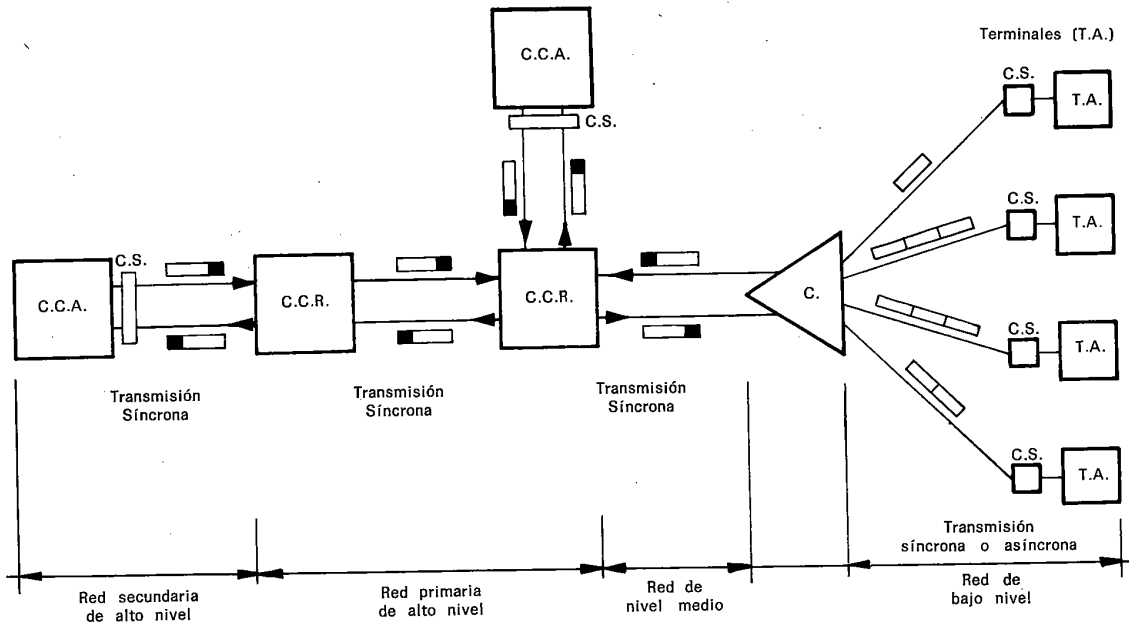 C.C.A.
C.S.
Terminales (T.A.)
C.S.
T.A.
C.S.
T.A.
C.S.
C.C.A.
C.C.R.
C.C.R.
C.
C.S.
T.A.
C.S.
T.A.
Transmisión
Síncrona
Transmisión
Síncrona
Transmisión
Síncrona
Transmisión
síncrona o asíncrona
Red secundaria
de alto nivel
Red primaria
de alto nivel
Red de
nivel medio
Red de
bajo nivel